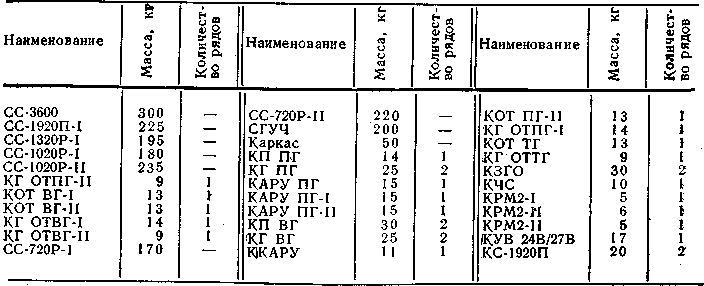 Наименование | Масса, кг | Количест-во рядов | Наименование | Масса, кг | Количест-во рядов | Наименование | Масса, кг | Количест-во рядов
СС-3600 | 300 | — | СС-720Р-II | 220 | — | КОТ ПГ-II | 13 | 1
СС-1920П-I | 225 | — | СГУЧ | 200 | — | КГ ОТПГ-I | 14 | 1
СС-1320Р-I | 195 | — | Каркас | 50 | — | КОТ ТГ | 13 | 1
СС-1020Р-I | 180 | — | КП ПГ | 14 | 1 | КГ ОТТГ | 9 | 1
СС-1020Р-II | 235 | — | КГ ПГ | 25 | 2 | КЗГО | 30 | 2
КГ ОТПГ-II | 9 | 1 | КАРУ ПГ | 15 | 1 | КЧС | 10 | 1
КОТ ВГ-I | 13 | 1 | КАРУ ПГ-I | 15 | 1 | КРМ2-I | 5 | 1
КОТ ВГ-II | 13 | 1 | КАРУ ПГ-II | 15 | 1 | КРМ2-II | 6 | 1
КГ ОТВГ-I | 14 | 1 | КП ВГ | 30 | 2 | КРМ2-II | 5 | 1
КГ ОТВГ-II | 9 | 1 | КГ ВГ | 25 | 2 | КУВ 24В/27В | 17 | 1
СС-720Р-I | 170 | — | ККАРУ | 11 | 1 | КС-1920П | 20 | 2